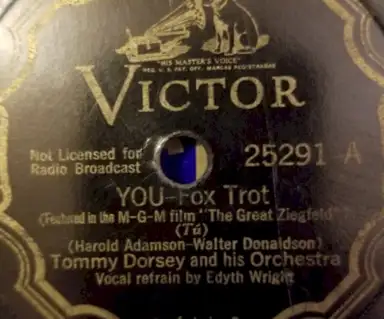 "HIS MASTER'S VOICE"
REG. U. S. PAT. OFF. MARCAS REGISTRADAS
VICTOR
Not Licensed for
Radio Broadcast
25291-A
YOU-Fox Trot
(Featured in the M-G-M film "The Great Ziegfeld")
(Tú)
(Harold Adamson-Walter Donaldson)
Tommy Dorsey and his Orchestra
Vocal refrain by Edyth Wright